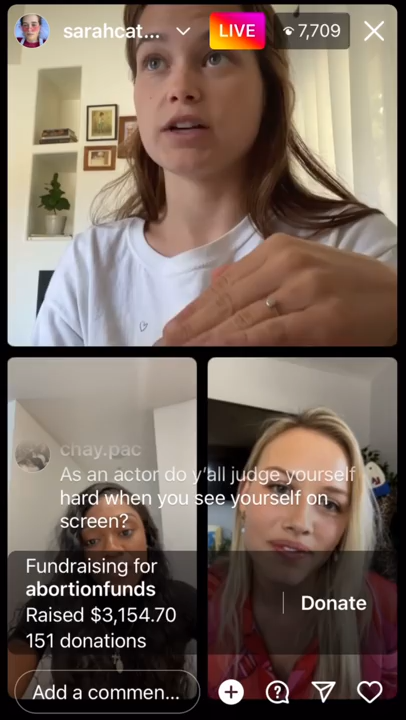 sarahcat...
LIVE
7,709
chay.pac
As an actor do y'all judge yourself
hard when you see yourself on
screen?
Fundraising for
abortionfunds
Raised $3,154.70
151 donations
Donate
Add a commen...